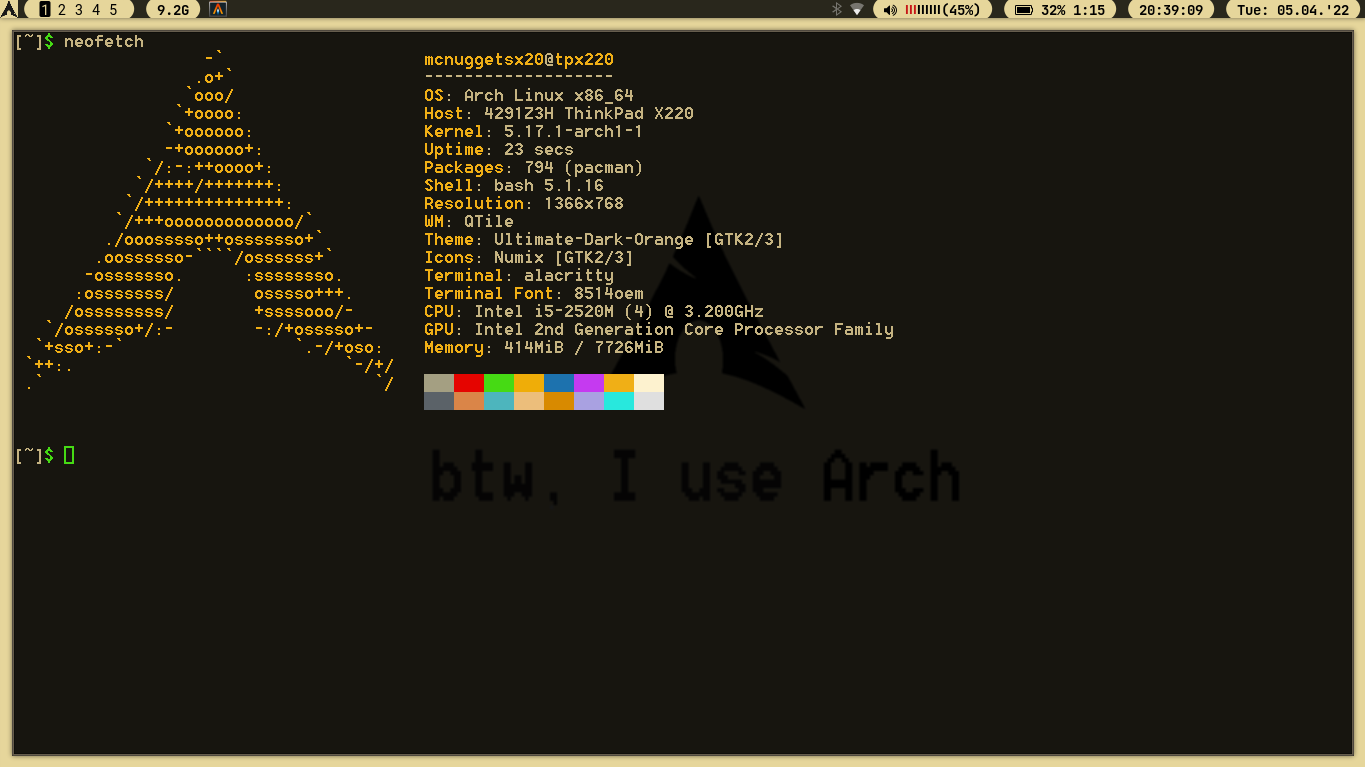 1 2 3 4 5 9.2G (45%) 32% 1:15 20:39:09 Tue: 05.04.'22
[~]$ neofetch
mcnuggetsx20@tpx220
-------------------
OS: Arch Linux x86_64
Host: 4291Z3H ThinkPad X220
Kernel: 5.17.1-arch1-1
Uptime: 23 secs
Packages: 794 (pacman)
Shell: bash 5.1.16
Resolution: 1366x768
WM: QTile
Theme: Ultimate-Dark-Orange [GTK2/3]
Icons: Numix [GTK2/3]
Terminal: alacritty
Terminal Font: 8514oem
CPU: Intel i5-2520M (4) @ 3.200GHz
GPU: Intel 2nd Generation Core Processor Family
Memory: 414MiB / 7726MiB
[~]$
btw, I use Arch